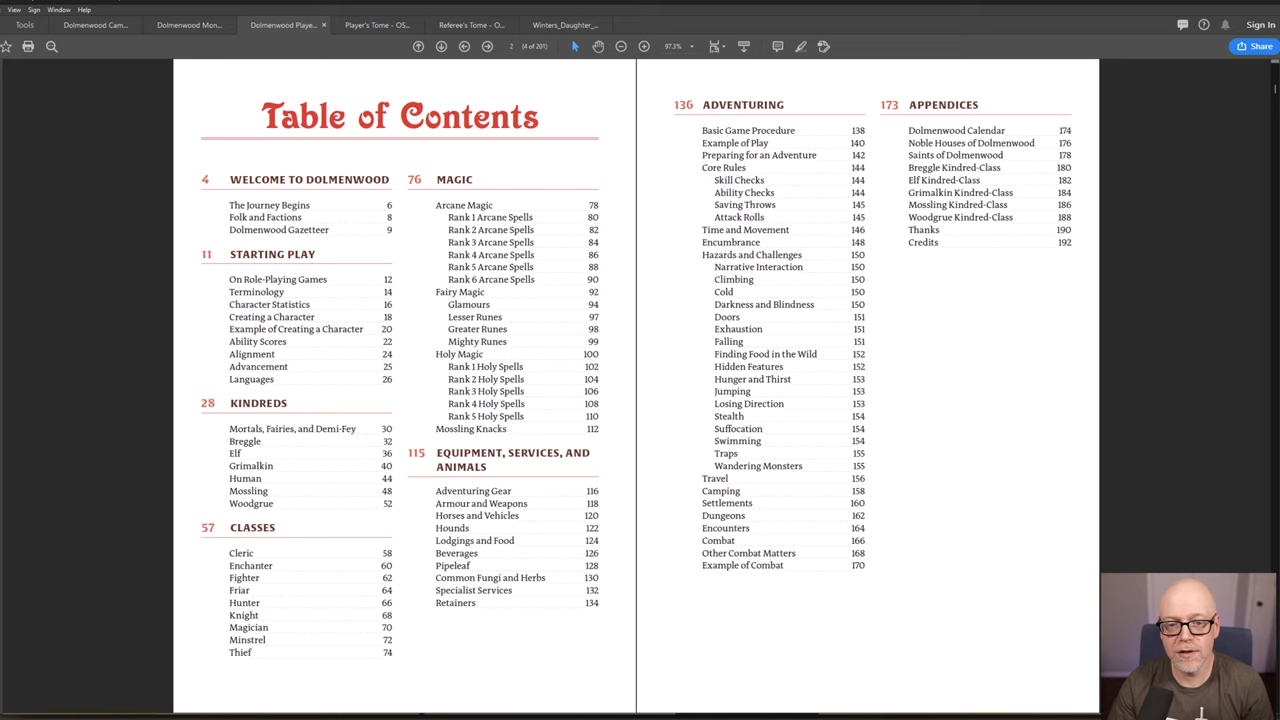 View Sign Window Help
Tools Dolmenwood Cam... Dolmenwood Mon... Dolmenwood Playe... × Player's Tome - OS... Referee's Tome - O... Winters_Daughter_... Sign In
2 (4 of 201) 97.3% Share
Table of Contents
4 WELCOME TO DOLMENWOOD
The Journey Begins 6
Folk and Factions 8
Dolmenwood Gazetteer 9
11 STARTING PLAY
On Role-Playing Games 12
Terminology 14
Character Statistics 16
Creating a Character 18
Example of Creating a Character 20
Ability Scores 22
Alignment 24
Advancement 25
Languages 26
28 KINDREDS
Mortals, Fairies, and Demi-Fey 30
Breggle 32
Elf 36
Grimalkin 40
Human 44
Mossling 48
Woodgrue 52
57 CLASSES
Cleric 58
Enchanter 60
Fighter 62
Friar 64
Hunter 66
Knight 68
Magician 70
Minstrel 72
Thief 74
76 MAGIC
Arcane Magic 78
Rank 1 Arcane Spells 80
Rank 2 Arcane Spells 82
Rank 3 Arcane Spells 84
Rank 4 Arcane Spells 86
Rank 5 Arcane Spells 88
Rank 6 Arcane Spells 90
Fairy Magic 92
Glamours 94
Lesser Runes 97
Greater Runes 98
Mighty Runes 99
Holy Magic 100
Rank 1 Holy Spells 102
Rank 2 Holy Spells 104
Rank 3 Holy Spells 106
Rank 4 Holy Spells 108
Rank 5 Holy Spells 110
Mossling Knacks 112
115 EQUIPMENT, SERVICES, AND
ANIMALS
Adventuring Gear 116
Armour and Weapons 118
Horses and Vehicles 120
Hounds 122
Lodgings and Food 124
Beverages 126
Pipeleaf 128
Common Fungi and Herbs 130
Specialist Services 132
Retainers 134
136 ADVENTURING
Basic Game Procedure 138
Example of Play 140
Preparing for an Adventure 142
Core Rules 144
Skill Checks 144
Ability Checks 144
Saving Throws 145
Attack Rolls 145
Time and Movement 146
Encumbrance 148
Hazards and Challenges 150
Narrative Interaction 150
Climbing 150
Cold 150
Darkness and Blindness 150
Doors 151
Exhaustion 151
Falling 151
Finding Food in the Wild 152
Hidden Features 152
Hunger and Thirst 153
Jumping 153
Losing Direction 153
Stealth 154
Suffocation 154
Swimming 154
Traps 155
Wandering Monsters 155
Travel 156
Camping 158
Settlements 160
Dungeons 162
Encounters 164
Combat 166
Other Combat Matters 168
Example of Combat 170
173 APPENDICES
Dolmenwood Calendar 174
Noble Houses of Dolmenwood 176
Saints of Dolmenwood 178
Breggle Kindred-Class 180
Elf Kindred-Class 182
Grimalkin Kindred-Class 184
Mossling Kindred-Class 186
Woodgrue Kindred-Class 188
Thanks 190
Credits 192